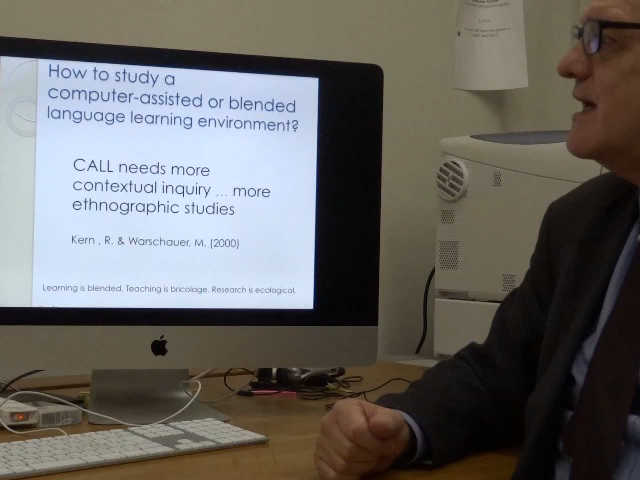 How to study a
computer-assisted or blended
language learning environment?
CALL needs more
contextual inquiry ... more
ethnographic studies
Kern , R. & Warschauer, M. (2000)
Learning is blended. Teaching is bricolage. Research is ecological.